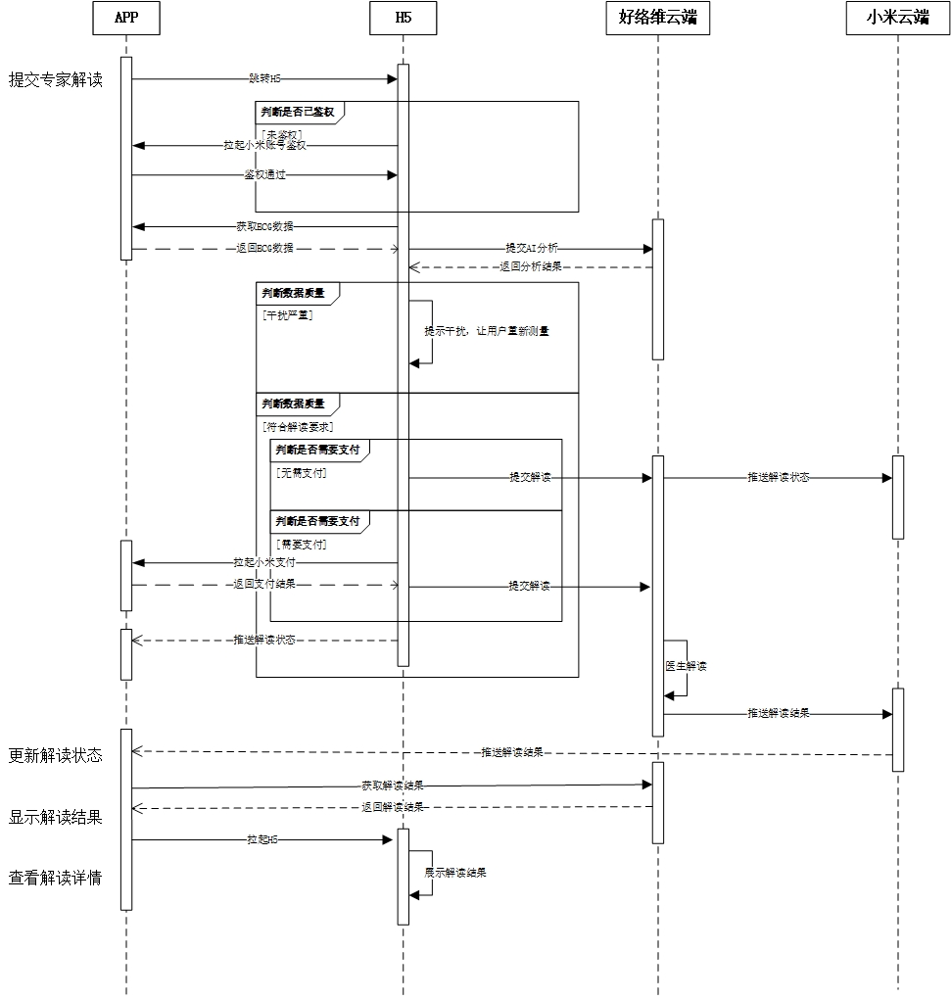 APP
H5
好络维云端
小米云端
提交专家解读
跳转H5
判断是否已鉴权
[未鉴权]
拉起小米账号鉴权
鉴权通过
获取ECG数据
返回ECG数据
提交AI分析
返回分析结果
判断数据质量
[干扰严重]
提示干扰，让用户重新测量
判断数据质量
[符合解读要求]
判断是否需要支付
[无需支付]
提交解读
推送解读状态
判断是否需要支付
[需要支付]
拉起小米支付
返回支付结果
提交解读
推送解读状态
医生解读
推送解读结果
更新解读状态
推送解读结果
获取解读结果
返回解读结果
显示解读结果
拉起H5
查看解读详情
展示解读结果